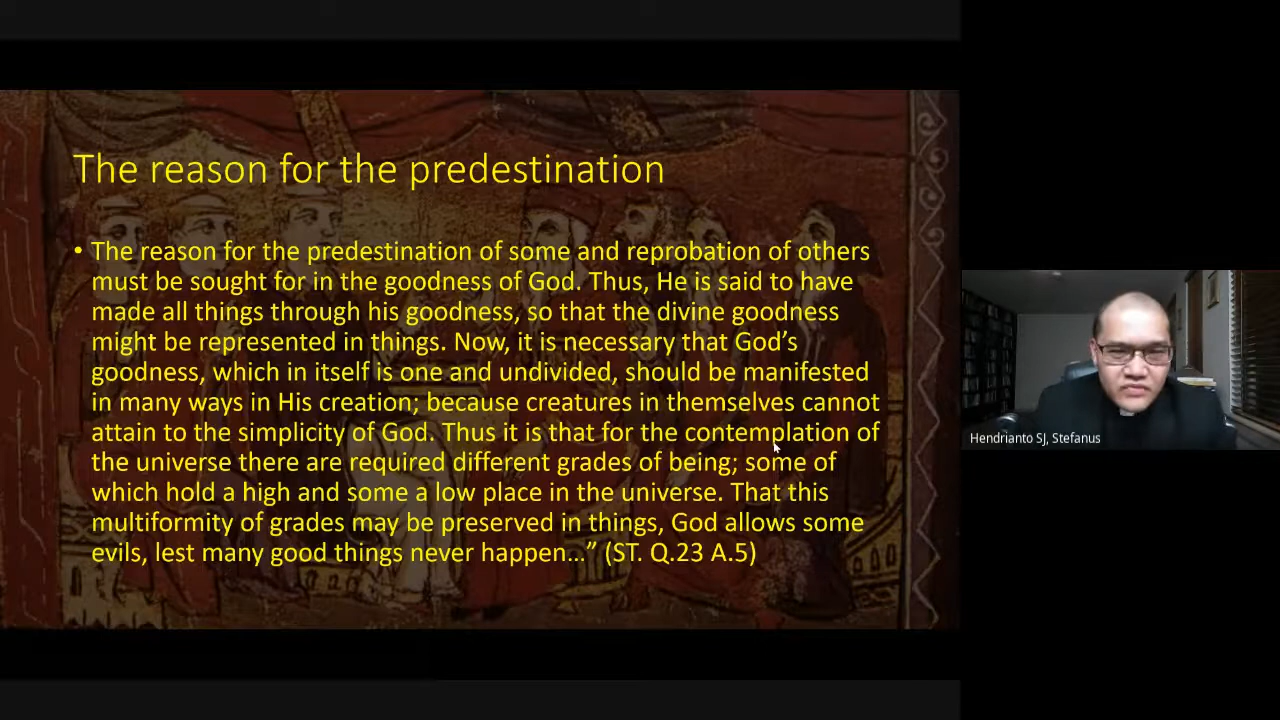 The reason for the predestination
• The reason for the predestination of some and reprobation of others
must be sought for in the goodness of God. Thus, He is said to have
made all things through his goodness, so that the divine goodness
might be represented in things. Now, it is necessary that God’s
goodness, which in itself is one and undivided, should be manifested
in many ways in His creation; because creatures in themselves cannot
attain to the simplicity of God. Thus it is that for the contemplation of
the universe there are required different grades of being; some of
which hold a high and some a low place in the universe. That this
multiformity of grades may be preserved in things, God allows some
evils, lest many good things never happen…” (ST. Q.23 A.5)
Hendrianto SJ, Stefanus